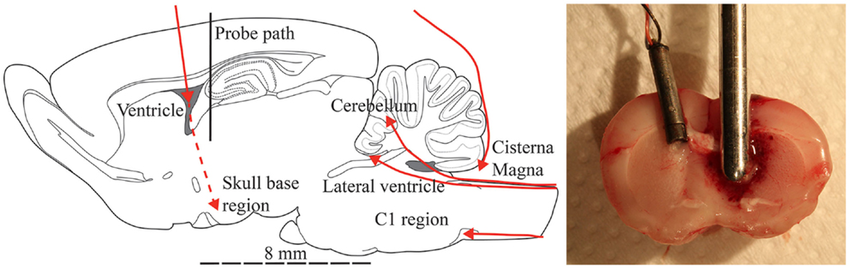 Probe path
Ventricle
Cerebellum
Cisterna
Magna
Skull base
region
Lateral ventricle
C1 region
8 mm